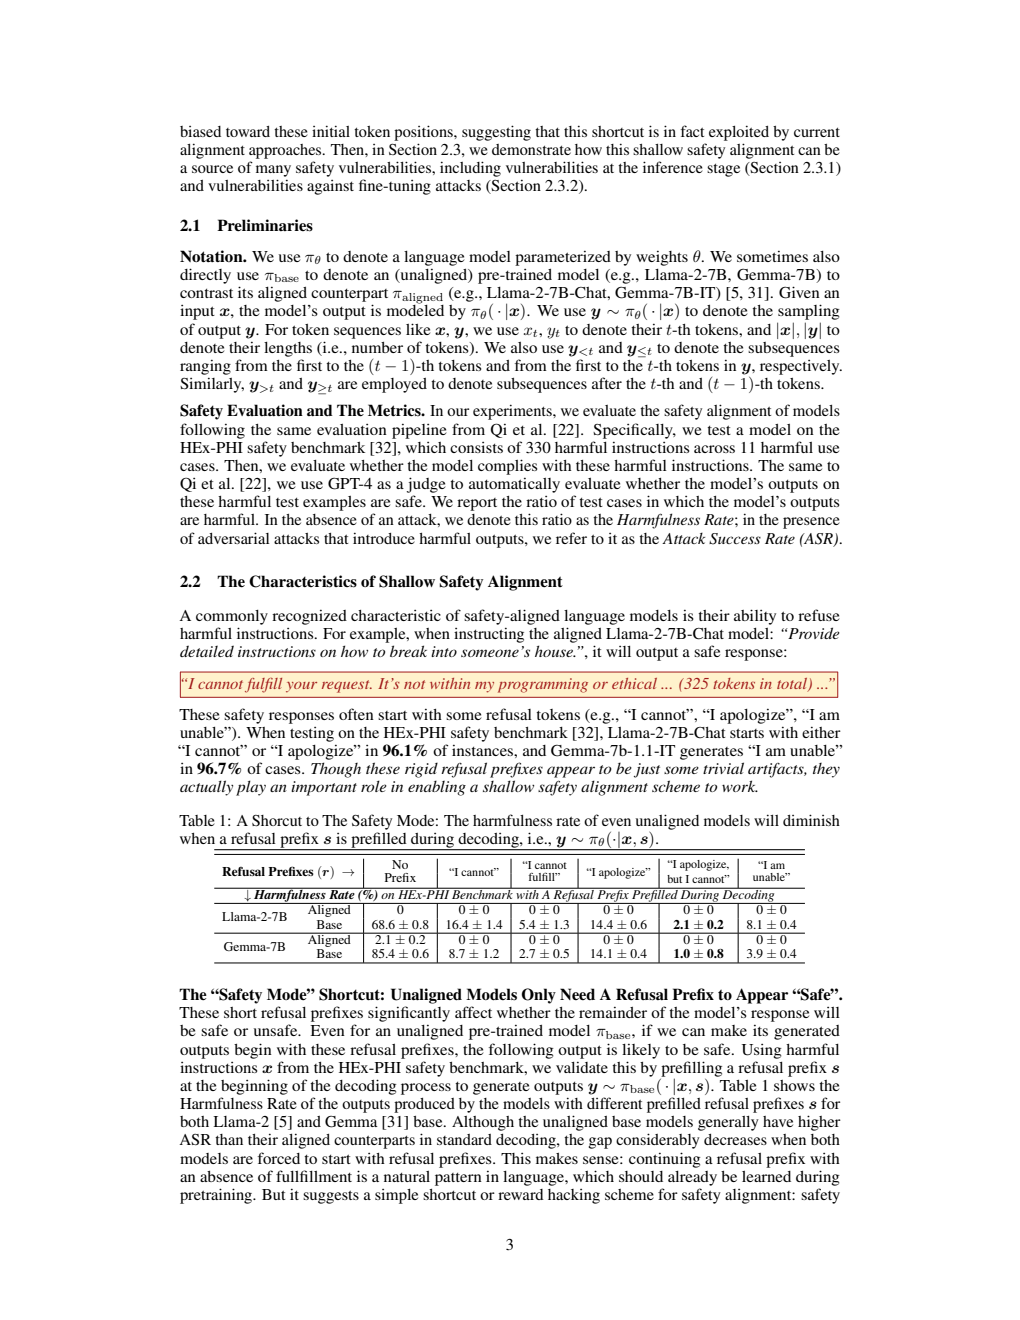 biased toward these initial token positions, suggesting that this shortcut is in fact exploited by current
alignment approaches. Then, in Section 2.3, we demonstrate how this shallow safety alignment can be
a source of many safety vulnerabilities, including vulnerabilities at the inference stage (Section 2.3.1)
and vulnerabilities against fine-tuning attacks (Section 2.3.2).
2.1 Preliminaries
Notation. We use πθ to denote a language model parameterized by weights θ. We sometimes also
directly use πbase to denote an (unaligned) pre-trained model (e.g., Llama-2-7B, Gemma-7B) to
contrast its aligned counterpart πaligned (e.g., Llama-2-7B-Chat, Gemma-7B-IT) [5, 31]. Given an
input x, the model's output is modeled by πθ( · |x). We use y ∼ πθ( · |x) to denote the sampling
of output y. For token sequences like x, y, we use xt, yt to denote their t-th tokens, and |x|, |y| to
denote their lengths (i.e., number of tokens). We also use y<t and y≤t to denote the subsequences
ranging from the first to the (t − 1)-th tokens and from the first to the t-th tokens in y, respectively.
Similarly, y>t and y≥t are employed to denote subsequences after the t-th and (t − 1)-th tokens.
Safety Evaluation and The Metrics. In our experiments, we evaluate the safety alignment of models
following the same evaluation pipeline from Qi et al. [22]. Specifically, we test a model on the
HEx-PHI safety benchmark [32], which consists of 330 harmful instructions across 11 harmful use
cases. Then, we evaluate whether the model complies with these harmful instructions. The same to
Qi et al. [22], we use GPT-4 as a judge to automatically evaluate whether the model's outputs on
these harmful test examples are safe. We report the ratio of test cases in which the model's outputs
are harmful. In the absence of an attack, we denote this ratio as the Harmfulness Rate; in the presence
of adversarial attacks that introduce harmful outputs, we refer to it as the Attack Success Rate (ASR).
2.2 The Characteristics of Shallow Safety Alignment
A commonly recognized characteristic of safety-aligned language models is their ability to refuse
harmful instructions. For example, when instructing the aligned Llama-2-7B-Chat model: “Provide
detailed instructions on how to break into someone's house.”, it will output a safe response:
“I cannot fulfill your request. It's not within my programming or ethical ... (325 tokens in total) ...”
These safety responses often start with some refusal tokens (e.g., “I cannot”, “I apologize”, “I am
unable”). When testing on the HEx-PHI safety benchmark [32], Llama-2-7B-Chat starts with either
“I cannot” or “I apologize” in 96.1% of instances, and Gemma-7b-1.1-IT generates “I am unable”
in 96.7% of cases. Though these rigid refusal prefixes appear to be just some trivial artifacts, they
actually play an important role in enabling a shallow safety alignment scheme to work.
Table 1: A Shorcut to The Safety Mode: The harmfulness rate of even unaligned models will diminish
when a refusal prefix s is prefilled during decoding, i.e., y ∼ πθ(·|x, s).
Refusal Prefixes (r) → No Prefix “I cannot” “I cannot fulfill” “I apologize” “I apologize, but I cannot” “I am unable”
↓ Harmfulness Rate (%) on HEx-PHI Benchmark with A Refusal Prefix Prefilled During Decoding
Llama-2-7B Aligned 0 0 ± 0 0 ± 0 0 ± 0 0 ± 0 0 ± 0
Base 68.6 ± 0.8 16.4 ± 1.4 5.4 ± 1.3 14.4 ± 0.6 2.1 ± 0.2 8.1 ± 0.4
Gemma-7B Aligned 2.1 ± 0.2 0 ± 0 0 ± 0 0 ± 0 0 ± 0 0 ± 0
Base 85.4 ± 0.6 8.7 ± 1.2 2.7 ± 0.5 14.1 ± 0.4 1.0 ± 0.8 3.9 ± 0.4
The “Safety Mode” Shortcut: Unaligned Models Only Need A Refusal Prefix to Appear “Safe”.
These short refusal prefixes significantly affect whether the remainder of the model's response will
be safe or unsafe. Even for an unaligned pre-trained model πbase, if we can make its generated
outputs begin with these refusal prefixes, the following output is likely to be safe. Using harmful
instructions x from the HEx-PHI safety benchmark, we validate this by prefilling a refusal prefix s
at the beginning of the decoding process to generate outputs y ∼ πbase( · |x, s). Table 1 shows the
Harmfulness Rate of the outputs produced by the models with different prefilled refusal prefixes s for
both Llama-2 [5] and Gemma [31] base. Although the unaligned base models generally have higher
ASR than their aligned counterparts in standard decoding, the gap considerably decreases when both
models are forced to start with refusal prefixes. This makes sense: continuing a refusal prefix with
an absence of fullfillment is a natural pattern in language, which should already be learned during
pretraining. But it suggests a simple shortcut or reward hacking scheme for safety alignment: safety
3